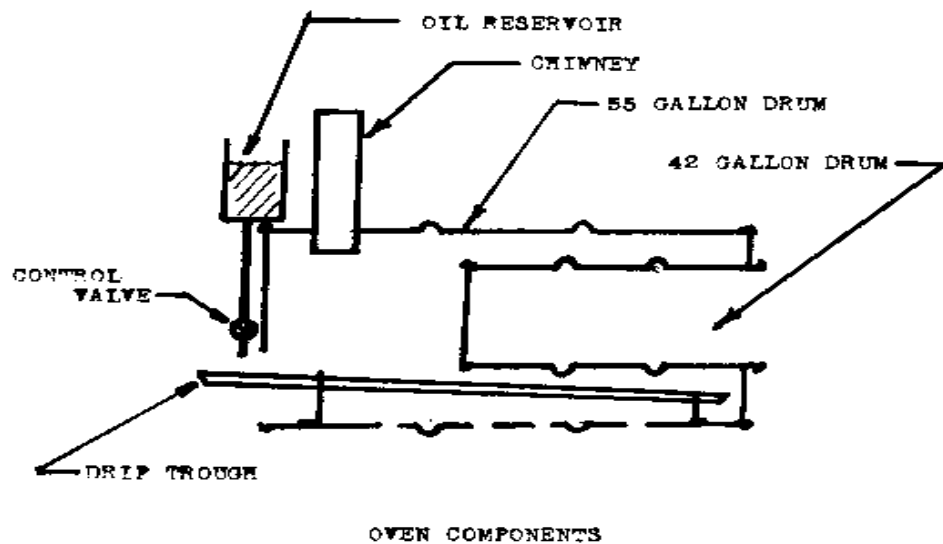 OIL RESERVOIR
CHIMNEY
55 GALLON DRUM
42 GALLON DRUM
CONTROL
VALVE
DRIP TROUGH
OVEN COMPONENTS